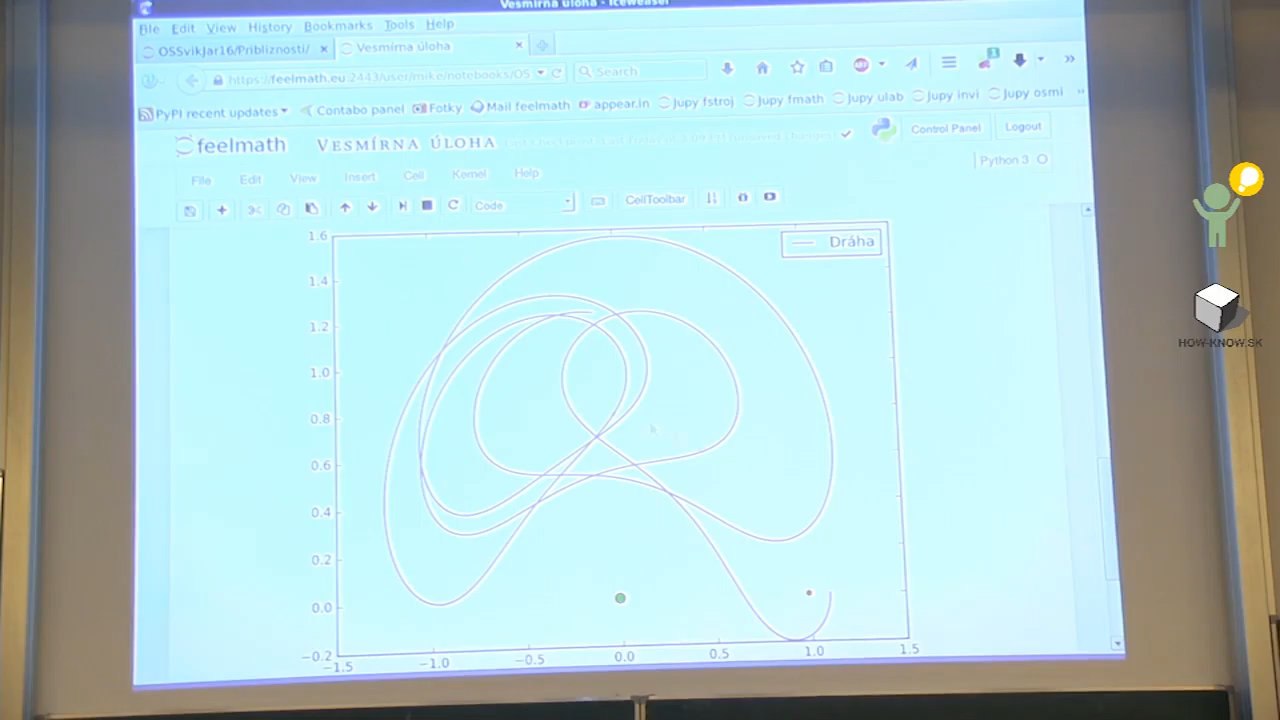 Vesmírna úloha - Iceweasel
File Edit View History Bookmarks Tools Help
OSSvikJar16/Pribliznosti/ × Vesmírna úloha ×
https://feelmath.eu:2443/user/mike/notebooks/OS Search
PyPI recent updates Contabo panel Fotky Mail feelmath appear.in Jupy fstroj Jupy fmath Jupy ulab Jupy invi Jupy osmi »
feelmath VESMÍRNA ÚLOHA Control Panel Logout
File Edit View Insert Cell Kernel Help Python 3
Code CellToolbar
Dráha
1.6
1.4
1.2
1.0
0.8
0.6
0.4
0.2
0.0
−0.2
−1.5 −1.0 −0.5 0.0 0.5 1.0 1.5
HOW-KNOW.SK